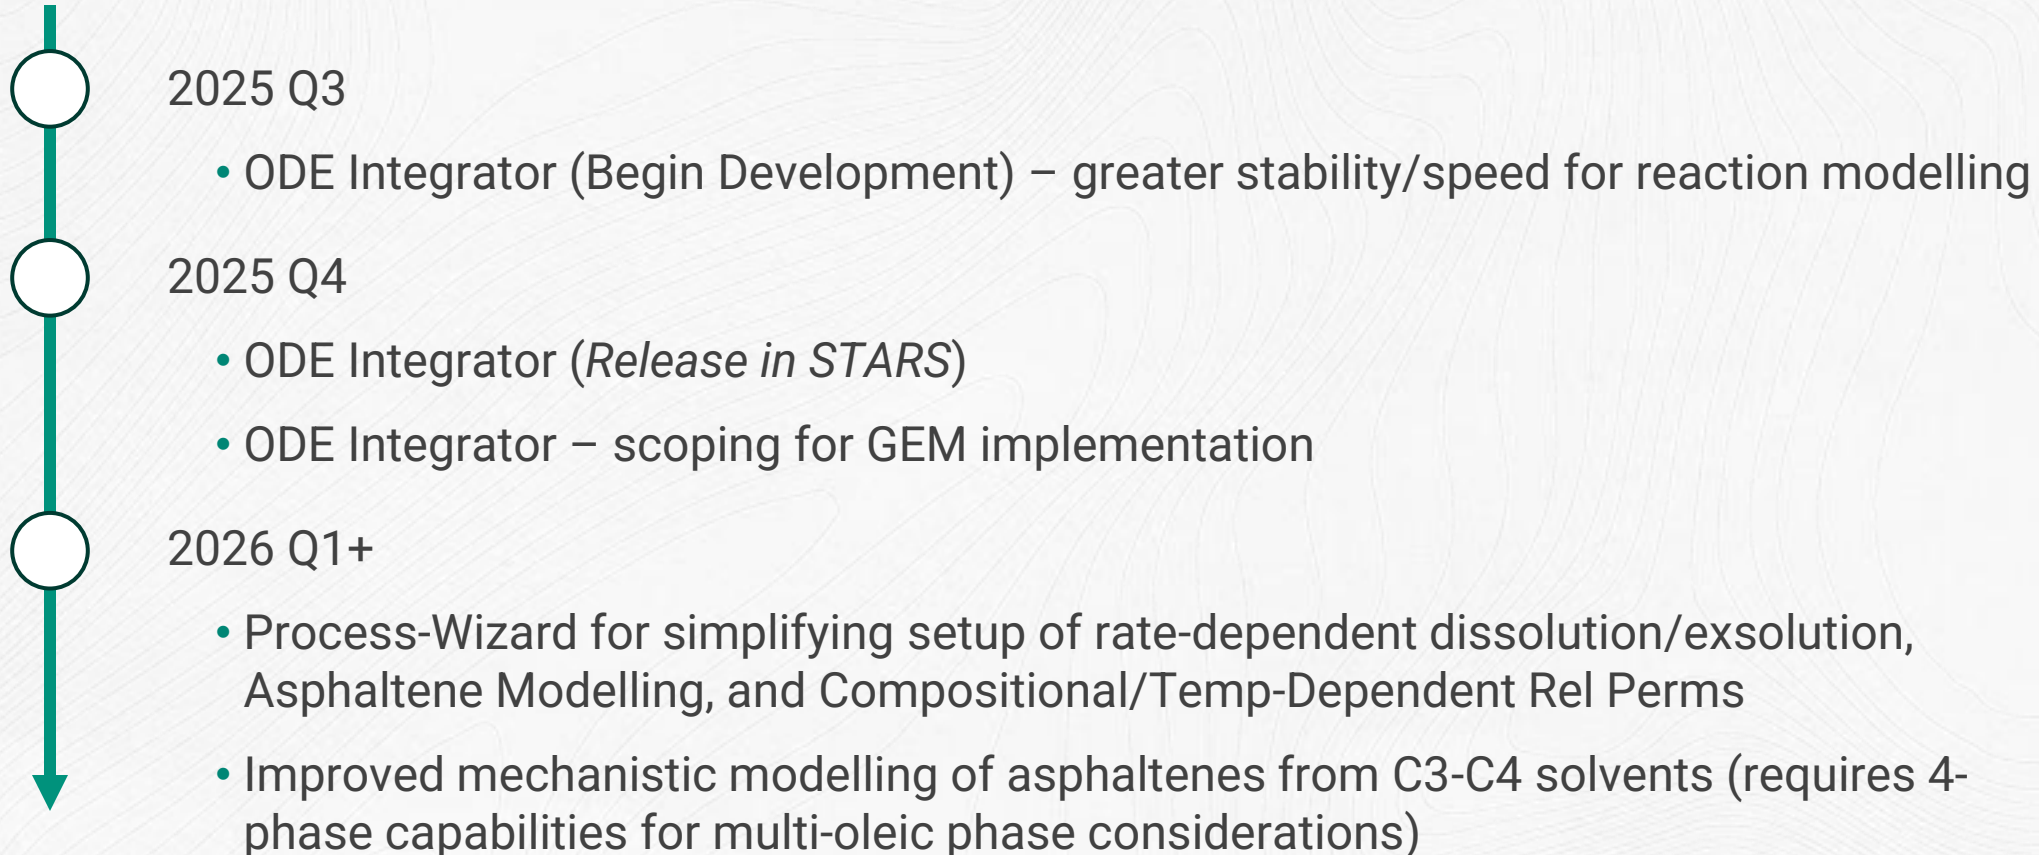 2025 Q3
• ODE Integrator (Begin Development) – greater stability/speed for reaction modelling
2025 Q4
• ODE Integrator (Release in STARS)
• ODE Integrator – scoping for GEM implementation
2026 Q1+
• Process-Wizard for simplifying setup of rate-dependent dissolution/exsolution,
Asphaltene Modelling, and Compositional/Temp-Dependent Rel Perms
• Improved mechanistic modelling of asphaltenes from C3-C4 solvents (requires 4-
phase capabilities for multi-oleic phase considerations)